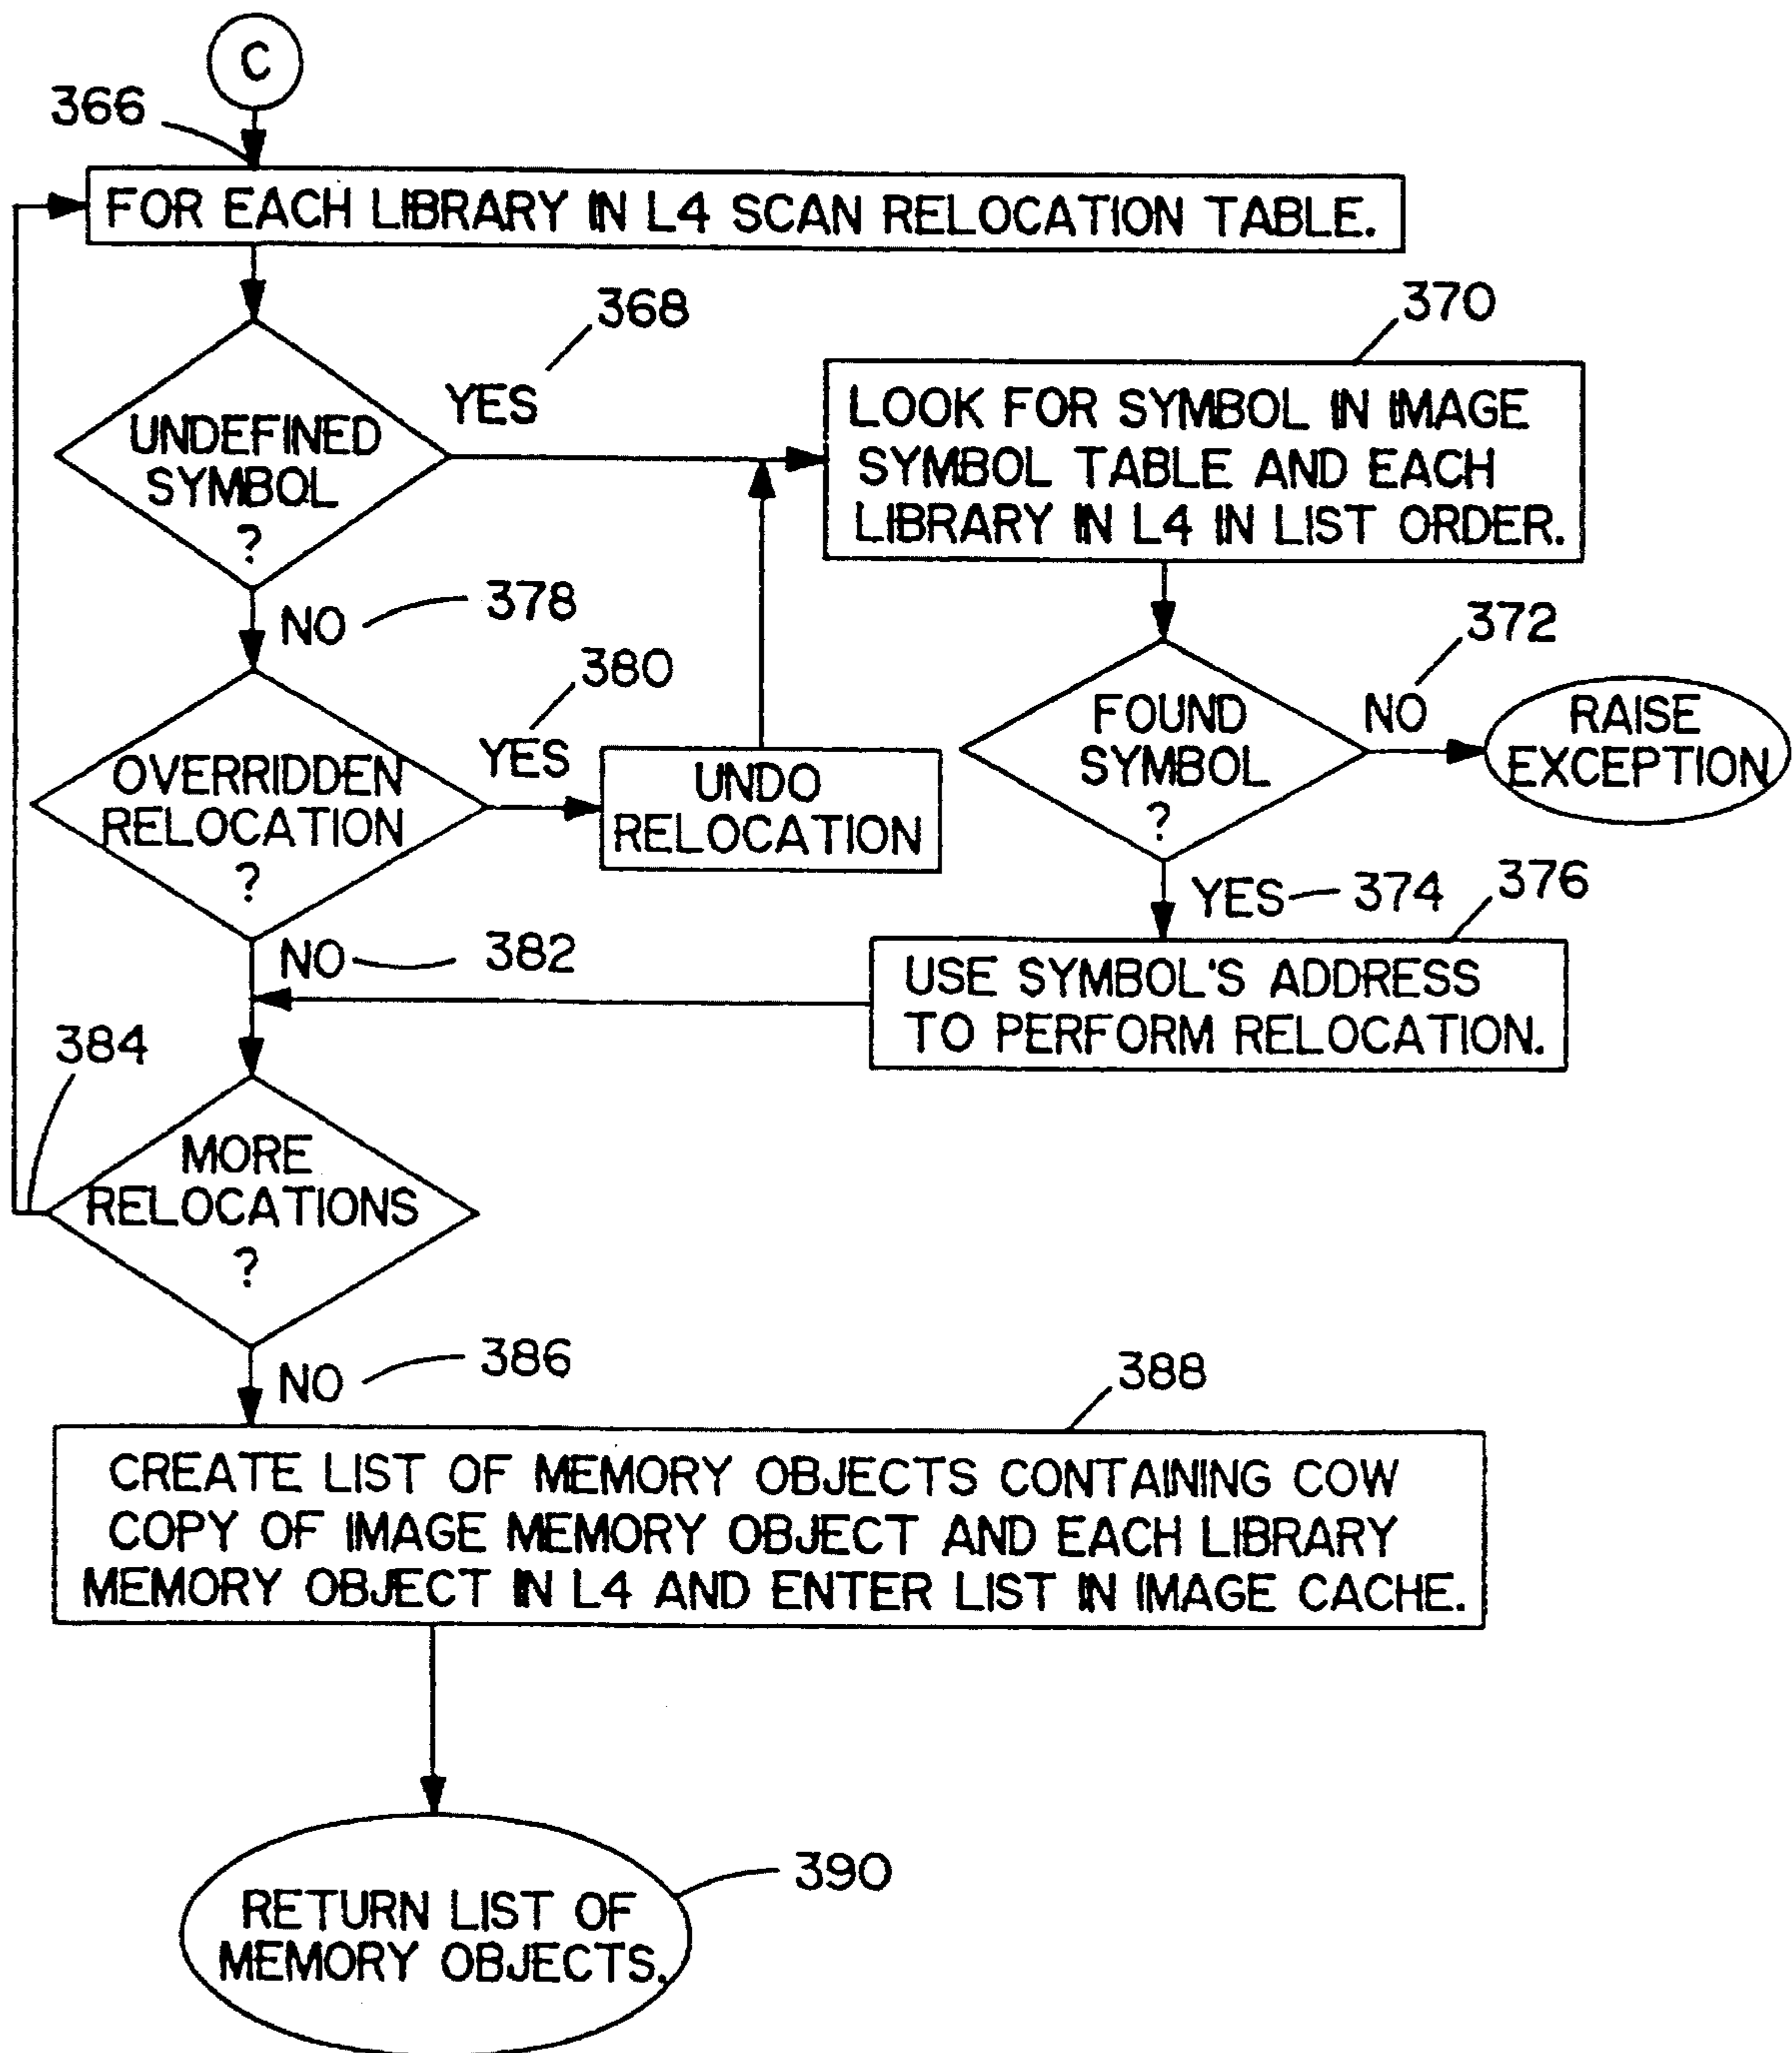 C
366
FOR EACH LIBRARY IN L4 SCAN RELOCATION TABLE.
368
YES
UNDEFINED
SYMBOL
?
370
LOOK FOR SYMBOL IN IMAGE
SYMBOL TABLE AND EACH
LIBRARY IN L4 IN LIST ORDER.
NO
378
380
YES
OVERRIDDEN
RELOCATION
?
UNDO
RELOCATION
372
NO
FOUND
SYMBOL
?
RAISE
EXCEPTION
YES
374
376
NO
382
USE SYMBOL'S ADDRESS
TO PERFORM RELOCATION.
384
MORE
RELOCATIONS
?
NO
386
388
CREATE LIST OF MEMORY OBJECTS CONTAINING COW
COPY OF IMAGE MEMORY OBJECT AND EACH LIBRARY
MEMORY OBJECT IN L4 AND ENTER LIST IN IMAGE CACHE.
390
RETURN LIST OF
MEMORY OBJECTS.